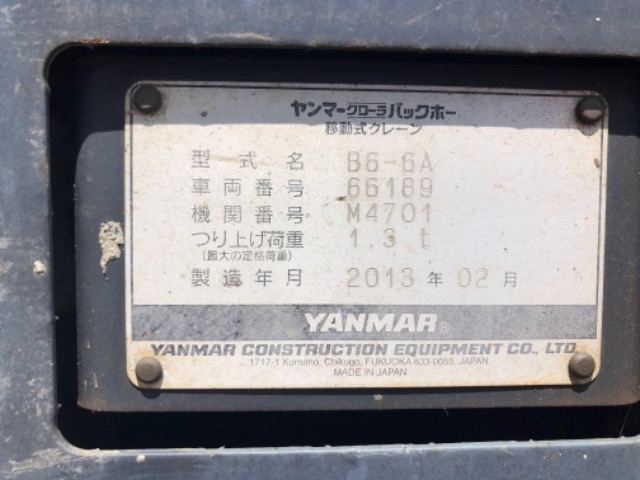 ヤンマークローラバックホー
移動式クレーン
型式名 B6-6A
車両番号 66189
機関番号 M4701
つり上げ荷重 1.3 t
(最大の定格荷重)
製造年月 2013 年 02 月
YANMAR®
YANMAR CONSTRUCTION EQUIPMENT CO., LTD.
1717-1 Kumano, Chikugo, FUKUOKA 833-0055, JAPAN
MADE IN JAPAN